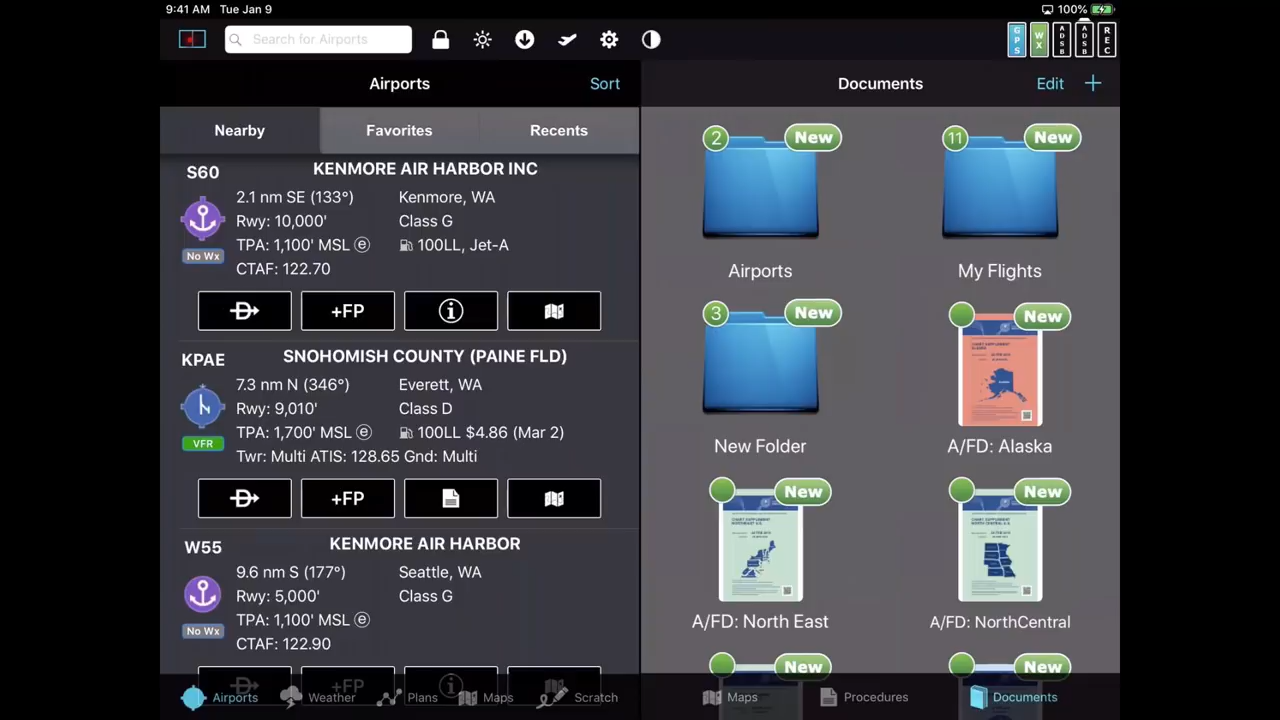 9:41 AM Tue Jan 9
100%
Search for Airports
GPS
WX
ADSB
ADSB
REC
Airports
Sort
Nearby
Favorites
Recents
S60
KENMORE AIR HARBOR INC
2.1 nm SE (133°)
Kenmore, WA
Rwy: 10,000'
Class G
TPA: 1,100' MSL ⓔ
100LL, Jet-A
No Wx
CTAF: 122.70
+FP
KPAE
SNOHOMISH COUNTY (PAINE FLD)
7.3 nm N (346°)
Everett, WA
Rwy: 9,010'
Class D
TPA: 1,700' MSL ⓔ
100LL $4.86 (Mar 2)
VFR
Twr: Multi ATIS: 128.65 Gnd: Multi
+FP
W55
KENMORE AIR HARBOR
9.6 nm S (177°)
Seattle, WA
Rwy: 5,000'
Class G
TPA: 1,100' MSL ⓔ
No Wx
CTAF: 122.90
+FP
Airports
Weather
Plans
Maps
Scratch
Documents
Edit
2
New
Airports
11
New
My Flights
3
New
New Folder
New
A/FD: Alaska
New
A/FD: North East
New
A/FD: NorthCentral
New
New
Maps
Procedures
Documents